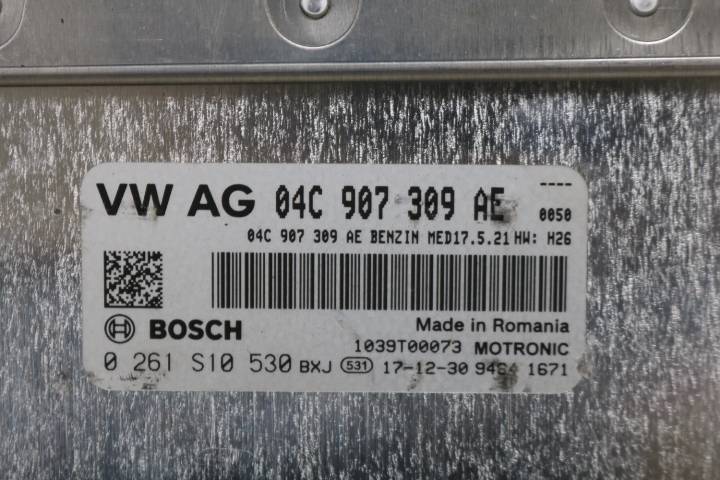 VW AG 04C 907 309 AE ----
0050
04C 907 309 AE BENZIN MED17.5.21 HW: H26
BOSCH
Made in Romania
1039T00073 MOTRONIC
0 261 S10 530 BXJ 531 17-12-30 1671